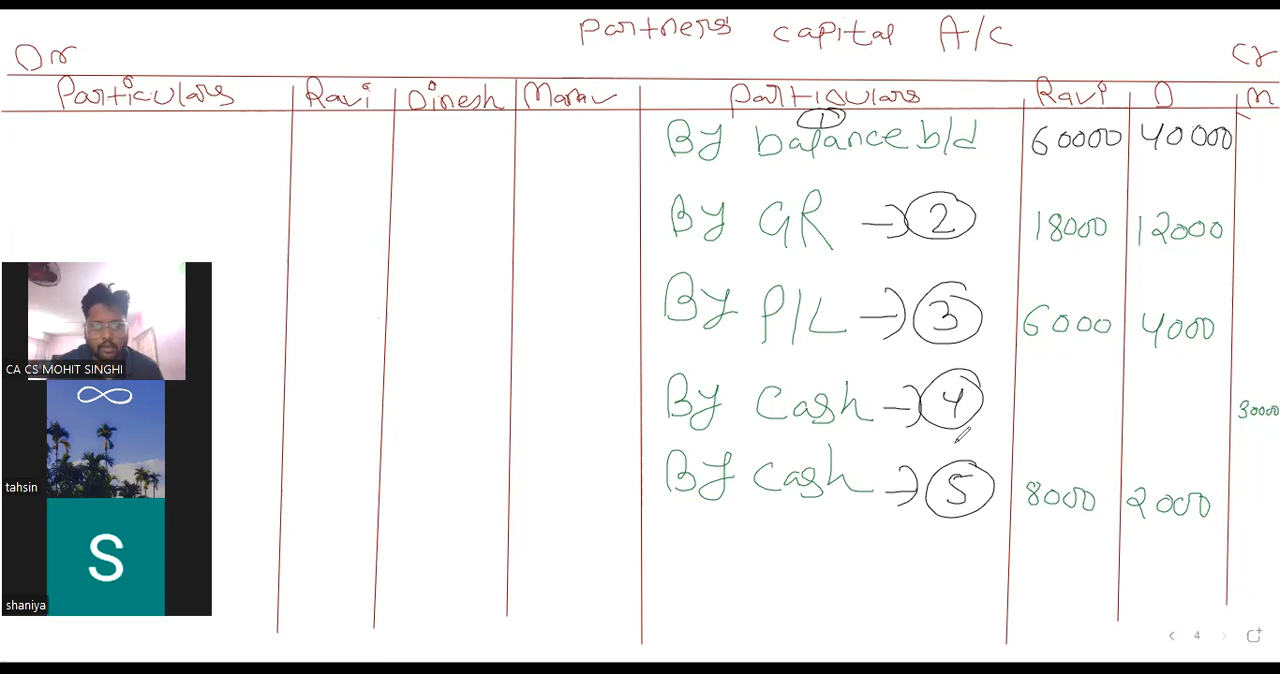 Partners' capital A/C
Dr Cr
Particulars Ravi Dinesh Manav Particulars Ravi D M
By balance b/d 1 60000 40000
By GR → 2 18000 12000
By P/L → 3 6000 4000
By Cash → 4 30000
By Cash → 5 8000 2000
CA CS MOHIT SINGHI
tahsin
S
shaniya
< 4 >